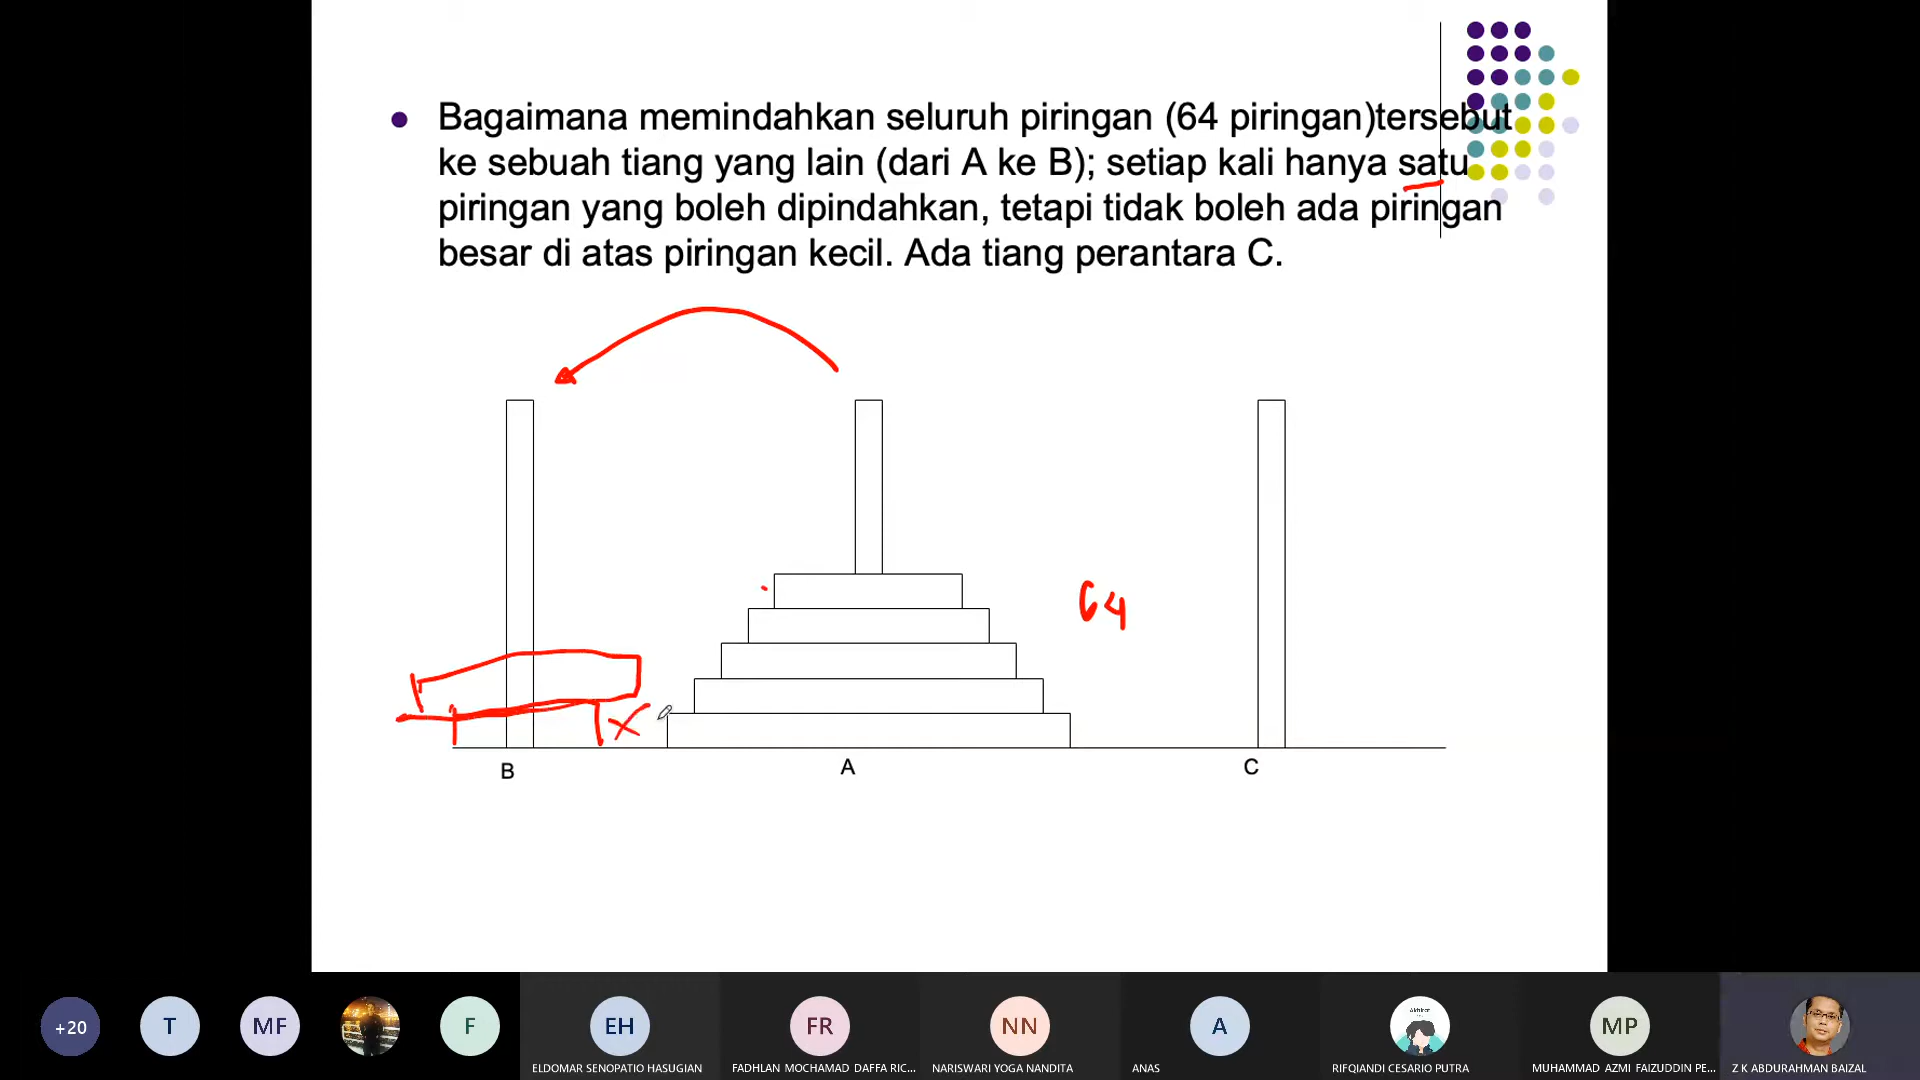 Bagaimana memindahkan seluruh piringan (64 piringan)tersebut
ke sebuah tiang yang lain (dari A ke B); setiap kali hanya satu
piringan yang boleh dipindahkan, tetapi tidak boleh ada piringan
besar di atas piringan kecil. Ada tiang perantara C.
64
X
B A C
+20 T MF F EH FR NN A MP
ELDOMAR SENOPATIO HASUGIAN FADHLAN MOCHAMAD DAFFA RIC... NARISWARI YOGA NANDITA ANAS RIFQIANDI CESARIO PUTRA MUHAMMAD AZMI FAIZUDDIN PE... Z K ABDURAHMAN BAIZAL